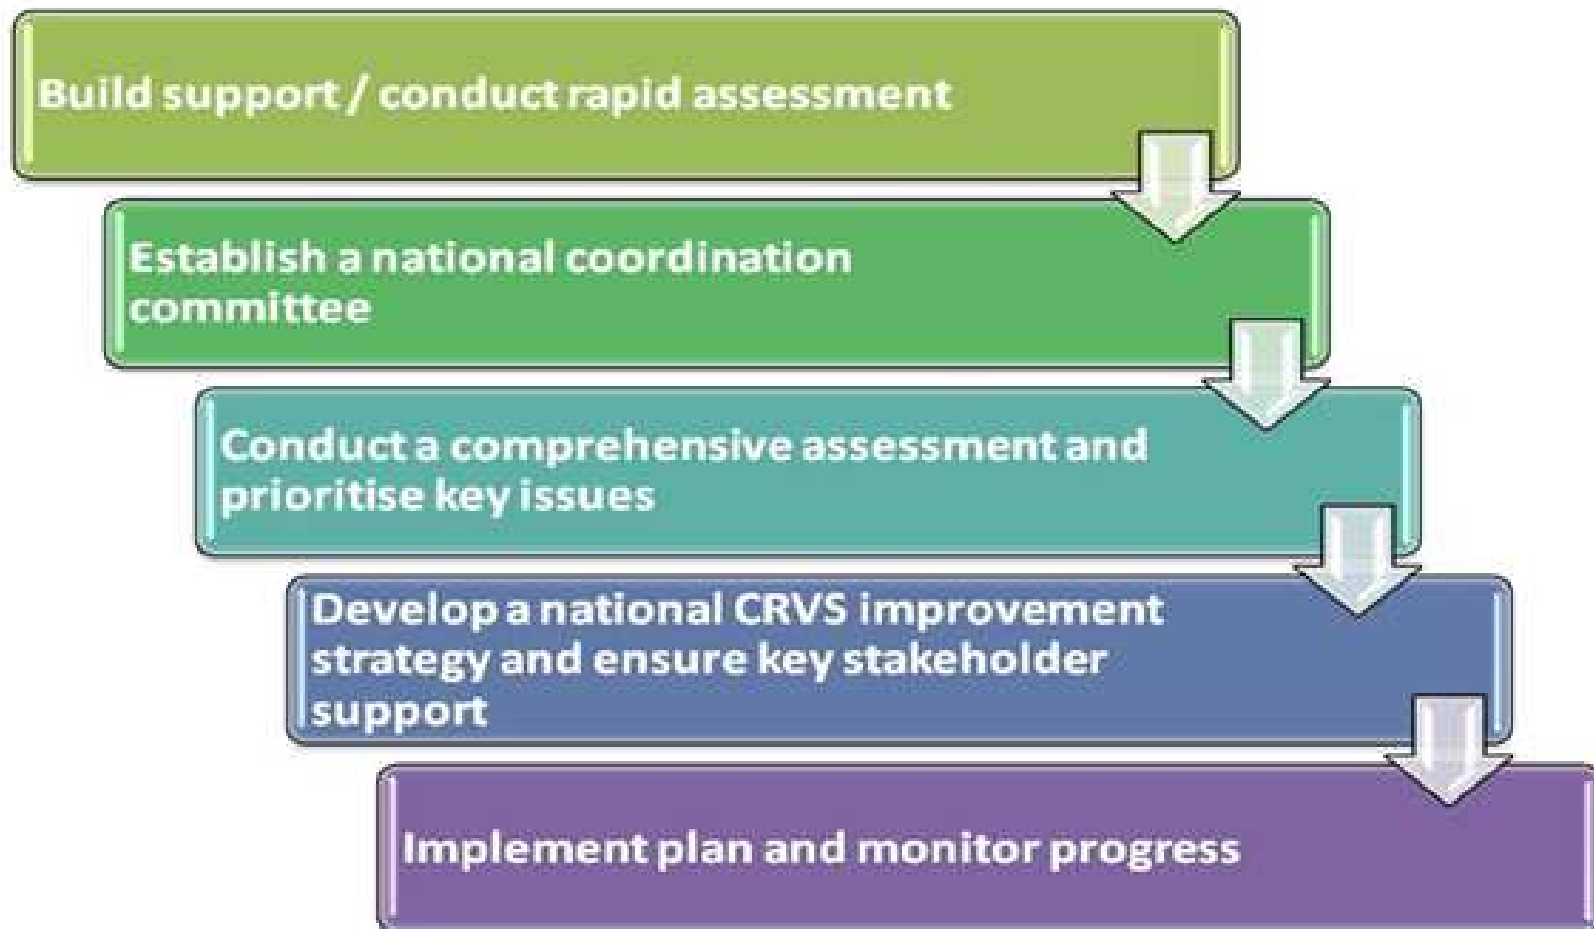 Build support / conduct rapid assessment
Establish a national coordination
committee
Conduct a comprehensive assessment and
prioritise key issues
Develop a national CRVS improvement
strategy and ensure key stakeholder
support
Implement plan and monitor progress